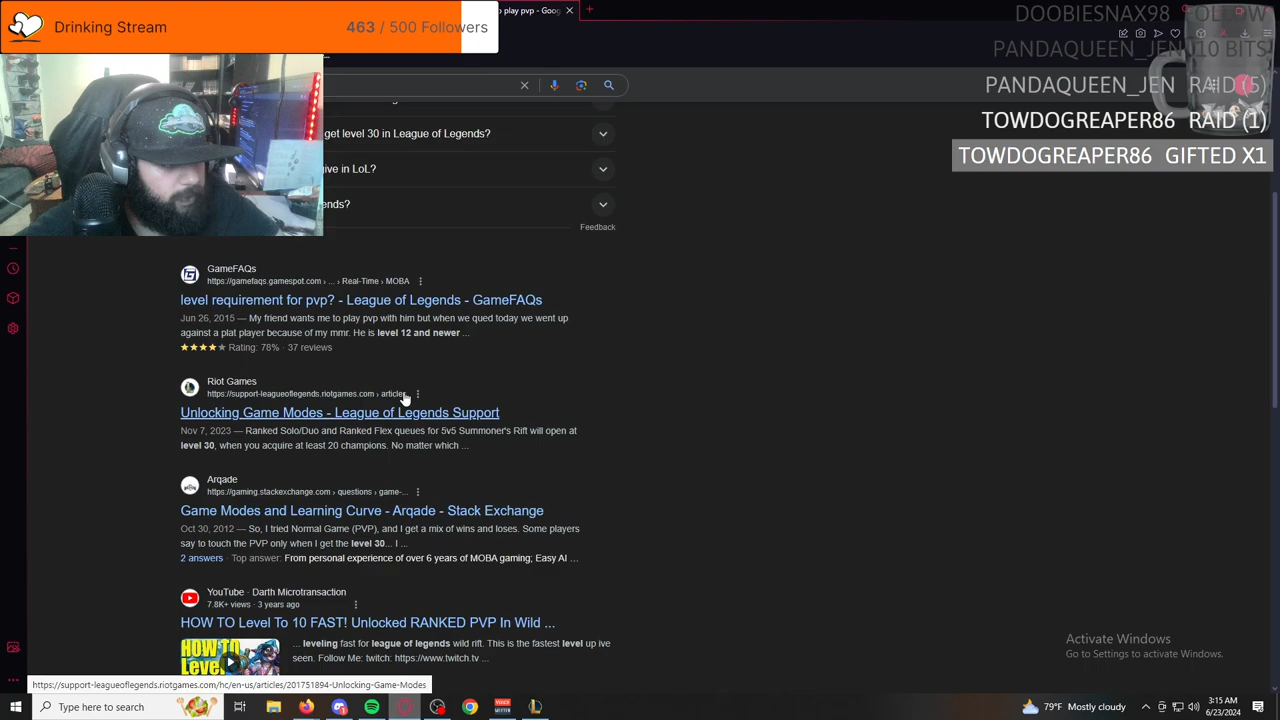 Drinking Stream
463 / 500 Followers
play pvp - Goog
DOOBIESNAX98 FOLLOW
PANDAQUEEN_JEN 10 BITS
PANDAQUEEN_JEN RAID (5)
TOWDOGREAPER86 RAID (1)
TOWDOGREAPER86 GIFTED X1
get level 30 in League of Legends?
give in LoL?
ends?
Feedback
GameFAQs
https://gamefaqs.gamespot.com › ... › Real-Time › MOBA
level requirement for pvp? - League of Legends - GameFAQs
Jun 26, 2015 — My friend wants me to play pvp with him but when we qued today we went up
against a plat player because of my mmr. He is level 12 and newer ...
Rating: 78% · 37 reviews
Riot Games
https://support-leagueoflegends.riotgames.com › article
Unlocking Game Modes - League of Legends Support
Nov 7, 2023 — Ranked Solo/Duo and Ranked Flex queues for 5v5 Summoner's Rift will open at
level 30, when you acquire at least 20 champions. No matter which ...
Arqade
https://gaming.stackexchange.com › questions › game-...
Game Modes and Learning Curve - Arqade - Stack Exchange
Oct 30, 2012 — So, I tried Normal Game (PVP), and I get a mix of wins and loses. Some players
say to touch the PVP only when I get the level 30... I ...
2 answers · Top answer: From personal experience of over 6 years of MOBA gaming; Easy AI ...
YouTube · Darth Microtransaction
7.8K+ views · 3 years ago
HOW TO Level To 10 FAST! Unlocked RANKED PVP In Wild ...
HOW TO
Level
... leveling fast for league of legends wild rift. This is the fastest level up ive
seen. Follow Me: twitch: https://www.twitch.tv ...
Activate Windows
Go to Settings to activate Windows.
https://support-leagueoflegends.riotgames.com/hc/en-us/articles/201751894-Unlocking-Game-Modes
Type here to search
79°F Mostly cloudy
3:15 AM
6/23/2024